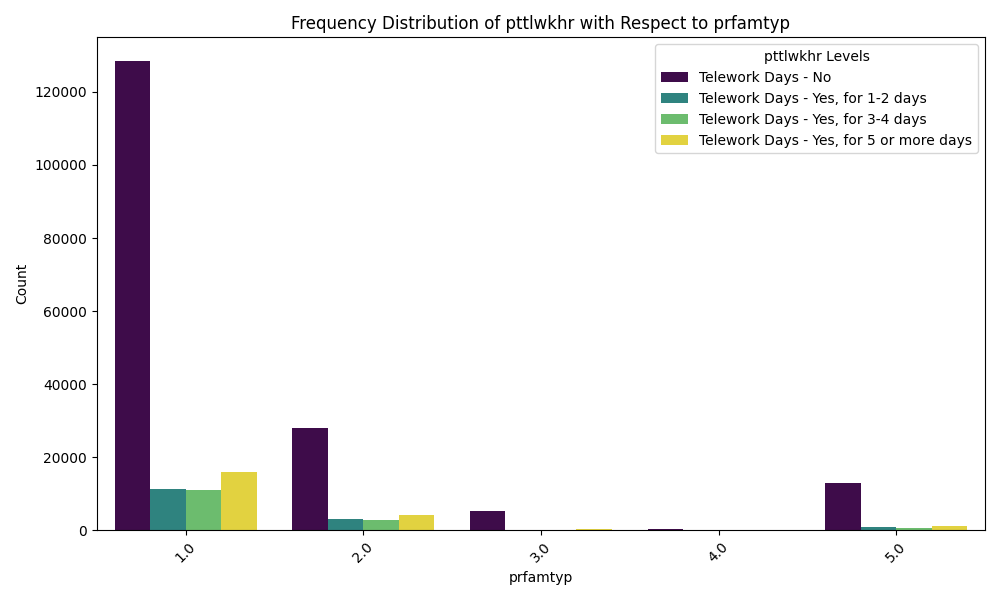 Frequency Distribution of pttlwkhr with Respect to prfamtyp
pttlwkhr Levels
Telework Days - No
Telework Days - Yes, for 1-2 days
Telework Days - Yes, for 3-4 days
Telework Days - Yes, for 5 or more days
Count
120000
100000
80000
60000
40000
20000
0
1.0
2.0
3.0
4.0
5.0
prfamtyp